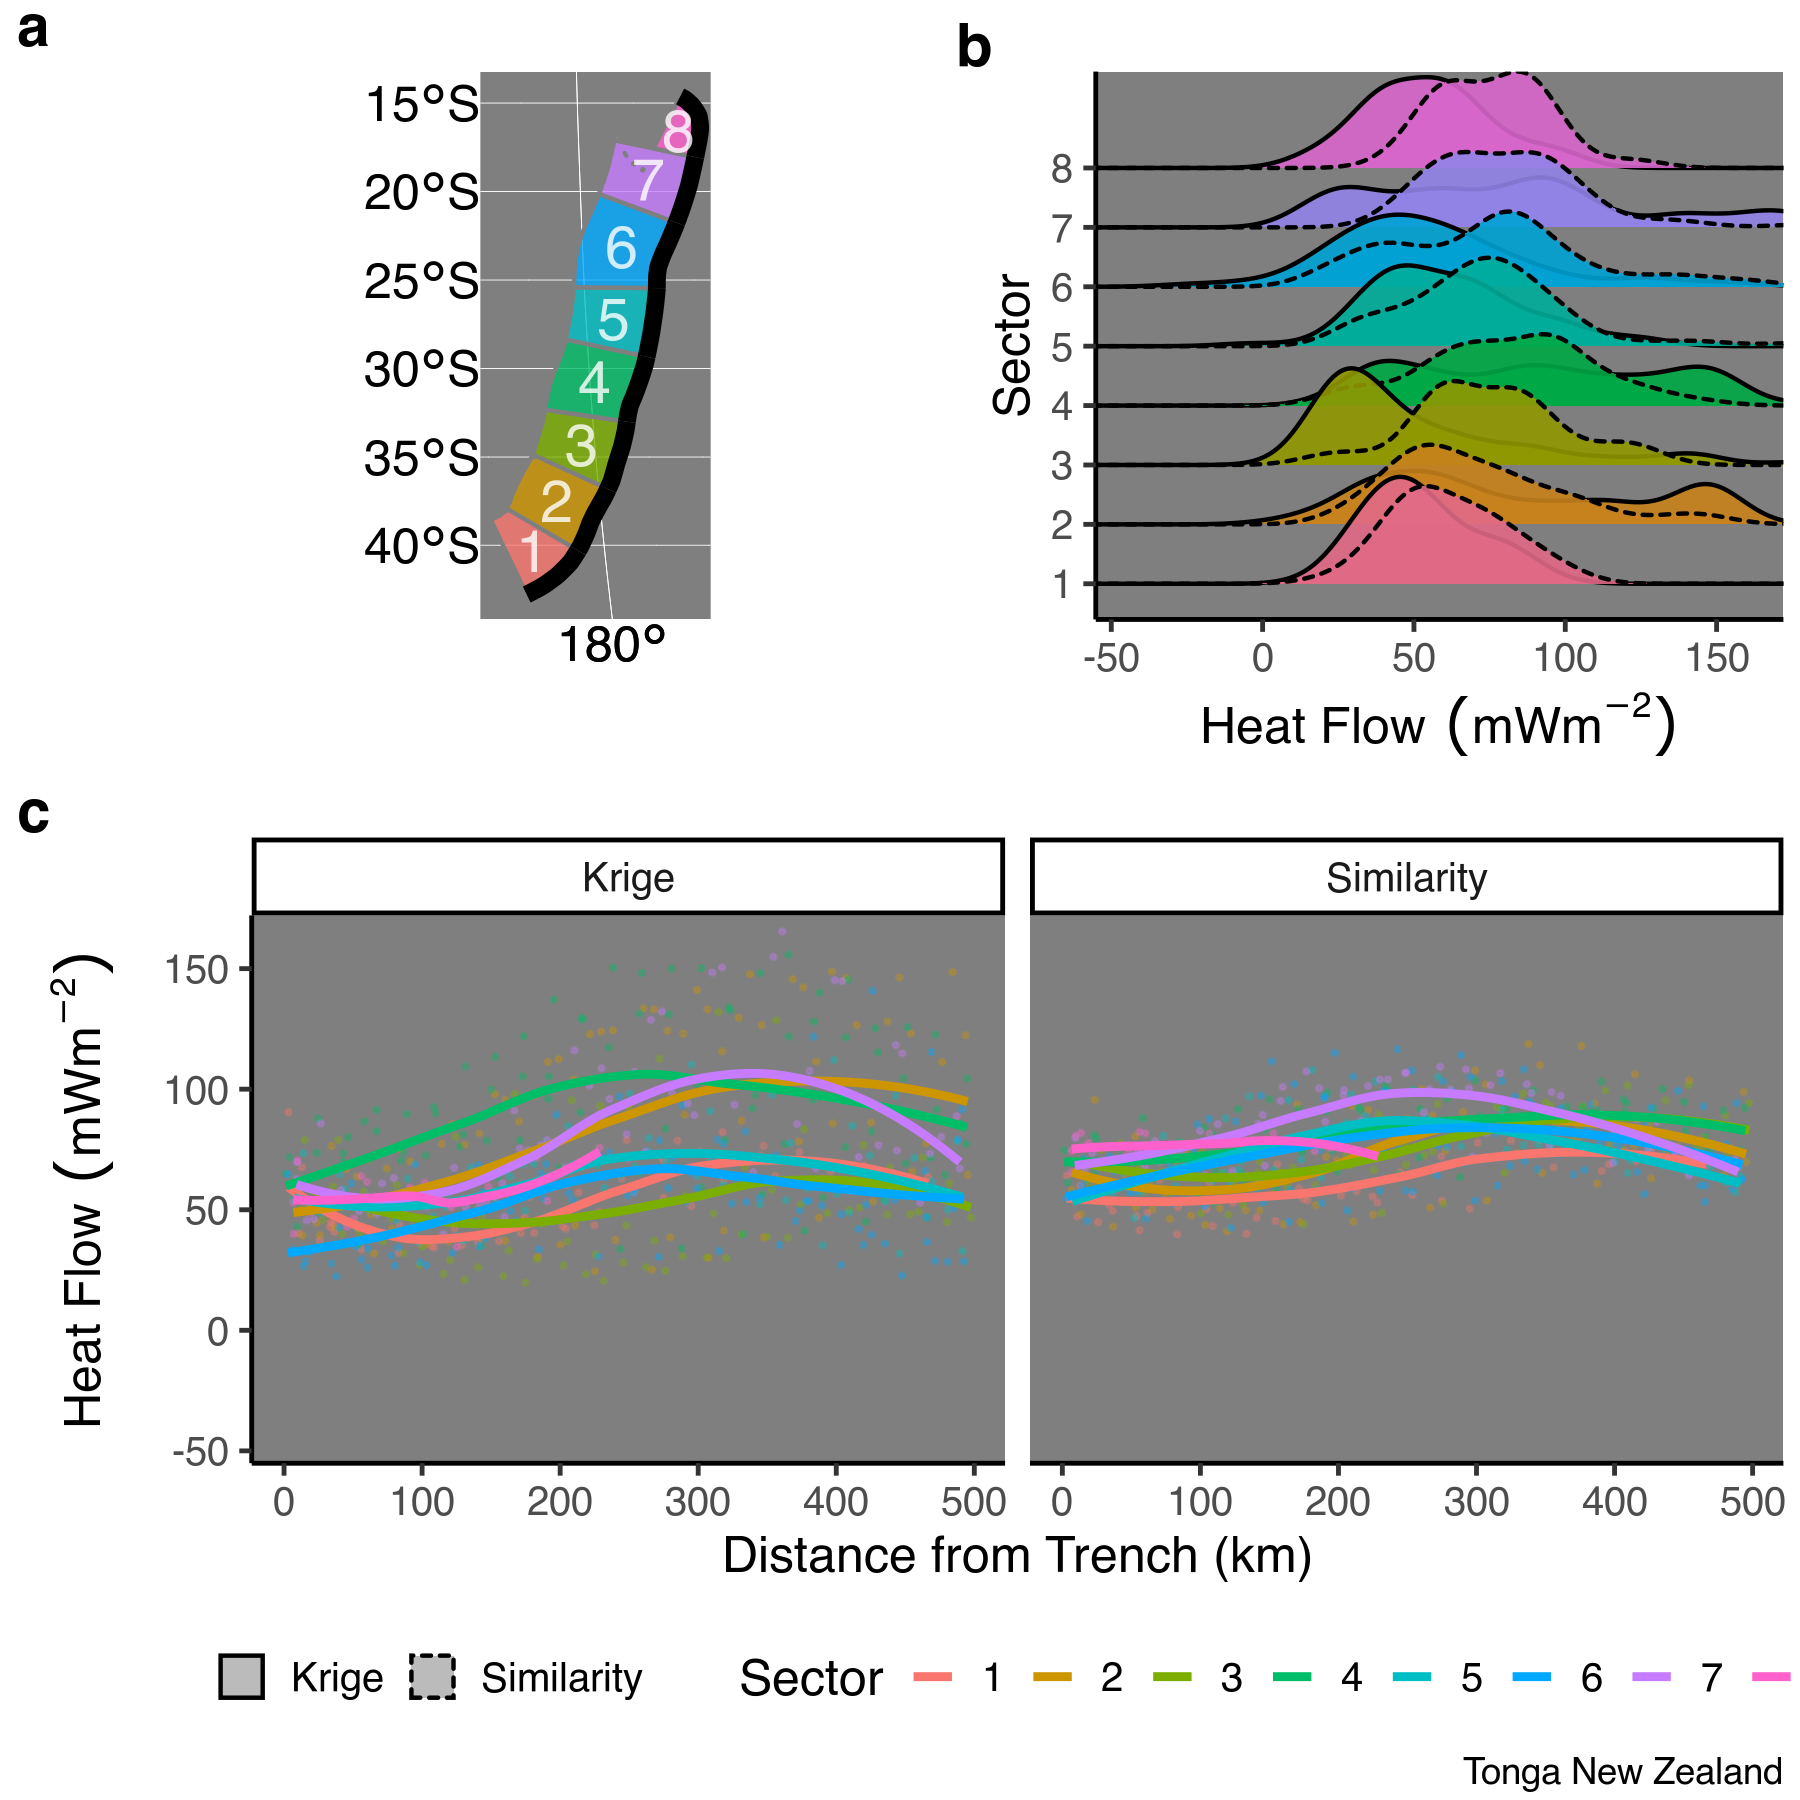 a
15°S
20°S
25°S
30°S
35°S
40°S
180°
8
7
6
5
4
3
2
1
b
Sector
8
7
6
5
4
3
2
1
-50 0 50 100 150
Heat Flow (mWm−2)
c
Krige Similarity
Heat Flow (mWm−2)
150
100
50
0
-50
0 100 200 300 400 500 0 100 200 300 400 500
Distance from Trench (km)
Krige Similarity Sector 1 2 3 4 5 6 7
Tonga New Zealand